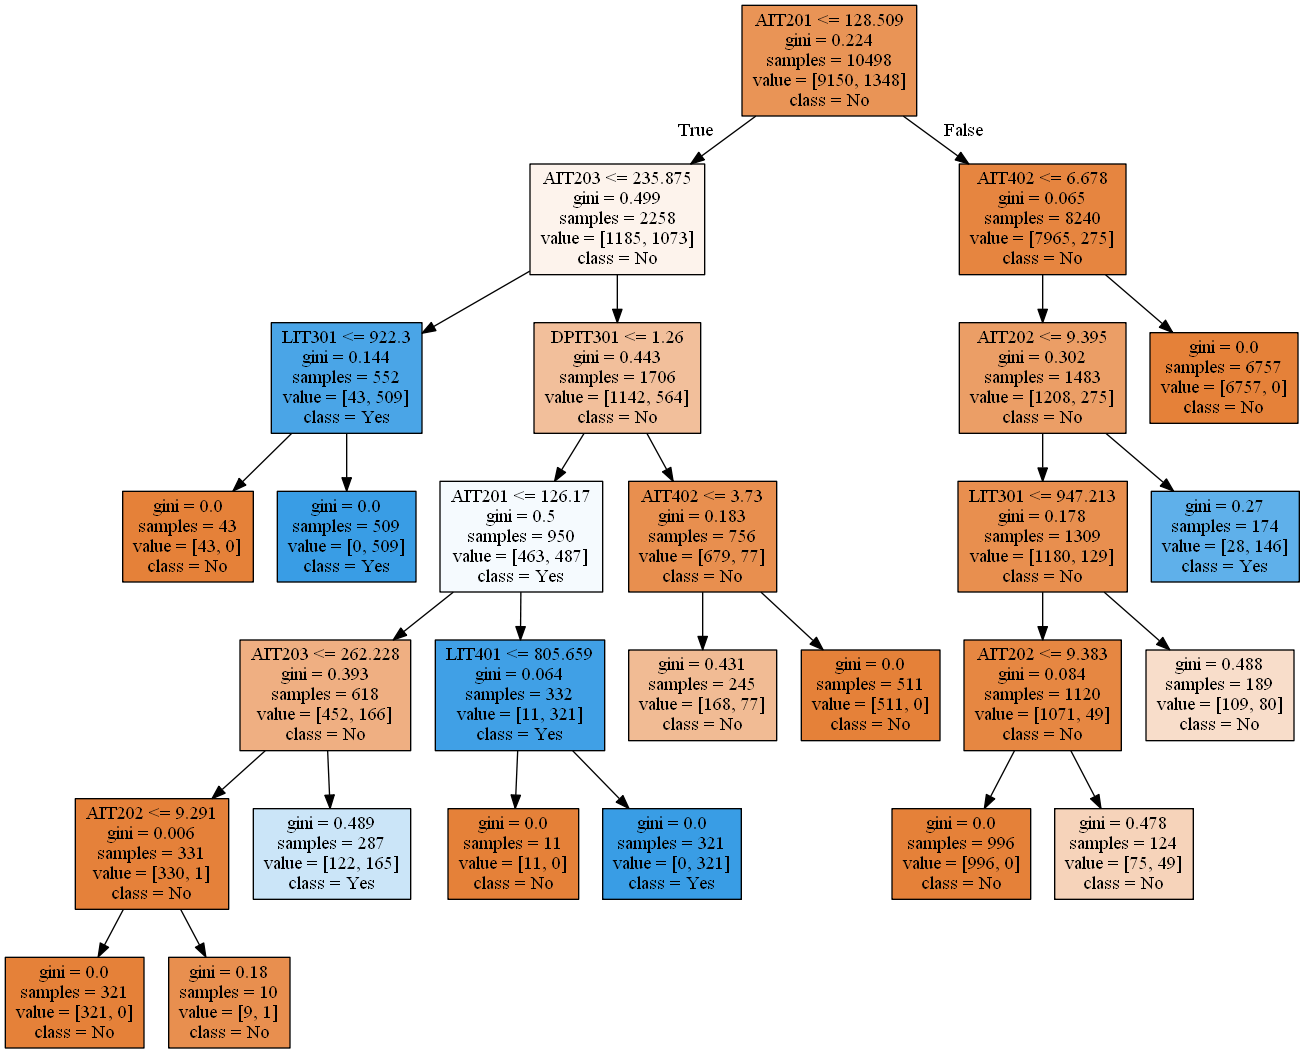 AIT201 <= 128.509
gini = 0.224
samples = 10498
value = [9150, 1348]
class = No
True
False
AIT203 <= 235.875
gini = 0.499
samples = 2258
value = [1185, 1073]
class = No
AIT402 <= 6.678
gini = 0.065
samples = 8240
value = [7965, 275]
class = No
LIT301 <= 922.3
gini = 0.144
samples = 552
value = [43, 509]
class = Yes
DPIT301 <= 1.26
gini = 0.443
samples = 1706
value = [1142, 564]
class = No
AIT202 <= 9.395
gini = 0.302
samples = 1483
value = [1208, 275]
class = No
gini = 0.0
samples = 6757
value = [6757, 0]
class = No
gini = 0.0
samples = 43
value = [43, 0]
class = No
gini = 0.0
samples = 509
value = [0, 509]
class = Yes
AIT201 <= 126.17
gini = 0.5
samples = 950
value = [463, 487]
class = Yes
AIT402 <= 3.73
gini = 0.183
samples = 756
value = [679, 77]
class = No
LIT301 <= 947.213
gini = 0.178
samples = 1309
value = [1180, 129]
class = No
gini = 0.27
samples = 174
value = [28, 146]
class = Yes
AIT203 <= 262.228
gini = 0.393
samples = 618
value = [452, 166]
class = No
LIT401 <= 805.659
gini = 0.064
samples = 332
value = [11, 321]
class = Yes
gini = 0.431
samples = 245
value = [168, 77]
class = No
gini = 0.0
samples = 511
value = [511, 0]
class = No
AIT202 <= 9.383
gini = 0.084
samples = 1120
value = [1071, 49]
class = No
gini = 0.488
samples = 189
value = [109, 80]
class = No
AIT202 <= 9.291
gini = 0.006
samples = 331
value = [330, 1]
class = No
gini = 0.489
samples = 287
value = [122, 165]
class = Yes
gini = 0.0
samples = 11
value = [11, 0]
class = No
gini = 0.0
samples = 321
value = [0, 321]
class = Yes
gini = 0.0
samples = 996
value = [996, 0]
class = No
gini = 0.478
samples = 124
value = [75, 49]
class = No
gini = 0.0
samples = 321
value = [321, 0]
class = No
gini = 0.18
samples = 10
value = [9, 1]
class = No